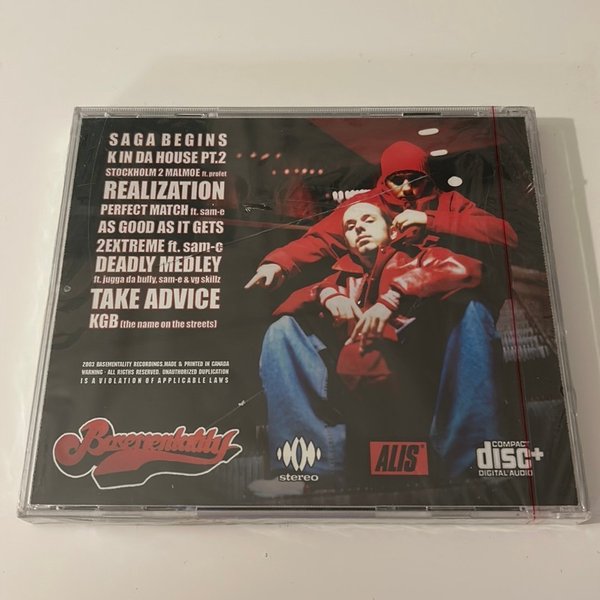 SAGA BEGINS
K IN DA HOUSE PT.2
STOCKHOLM 2 MALMOE ft. profet
REALIZATION
PERFECT MATCH ft. sam-e
AS GOOD AS IT GETS
2EXTREME ft. sam-e
DEADLY MEDLEY
ft. jugga da bully, sam-e & vg skillz
TAKE ADVICE
KGB (the name on the streets)
2003 BASEMENTALITY RECORDINGS.MADE & PRINTED IN CANADA
WARNING - ALL RIGTHS RESERVED. UNAUTHORIZED DUPLICATION
IS A VIOLATION OF APPLICABLE LAWS
Basementality
stereo
ALIS
COMPACT
disc+
DIGITAL AUDIO